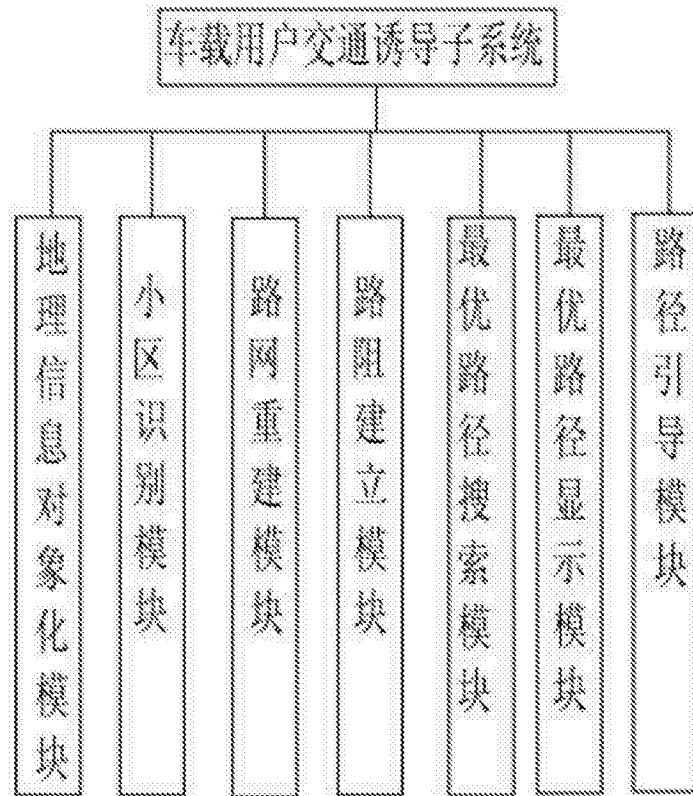 车载用户交通诱导子系统
地理信息对象化模块
小区识别模块
路网重建模块
路阻建立模块
最优路径搜索模块
最优路径显示模块
路径引导模块